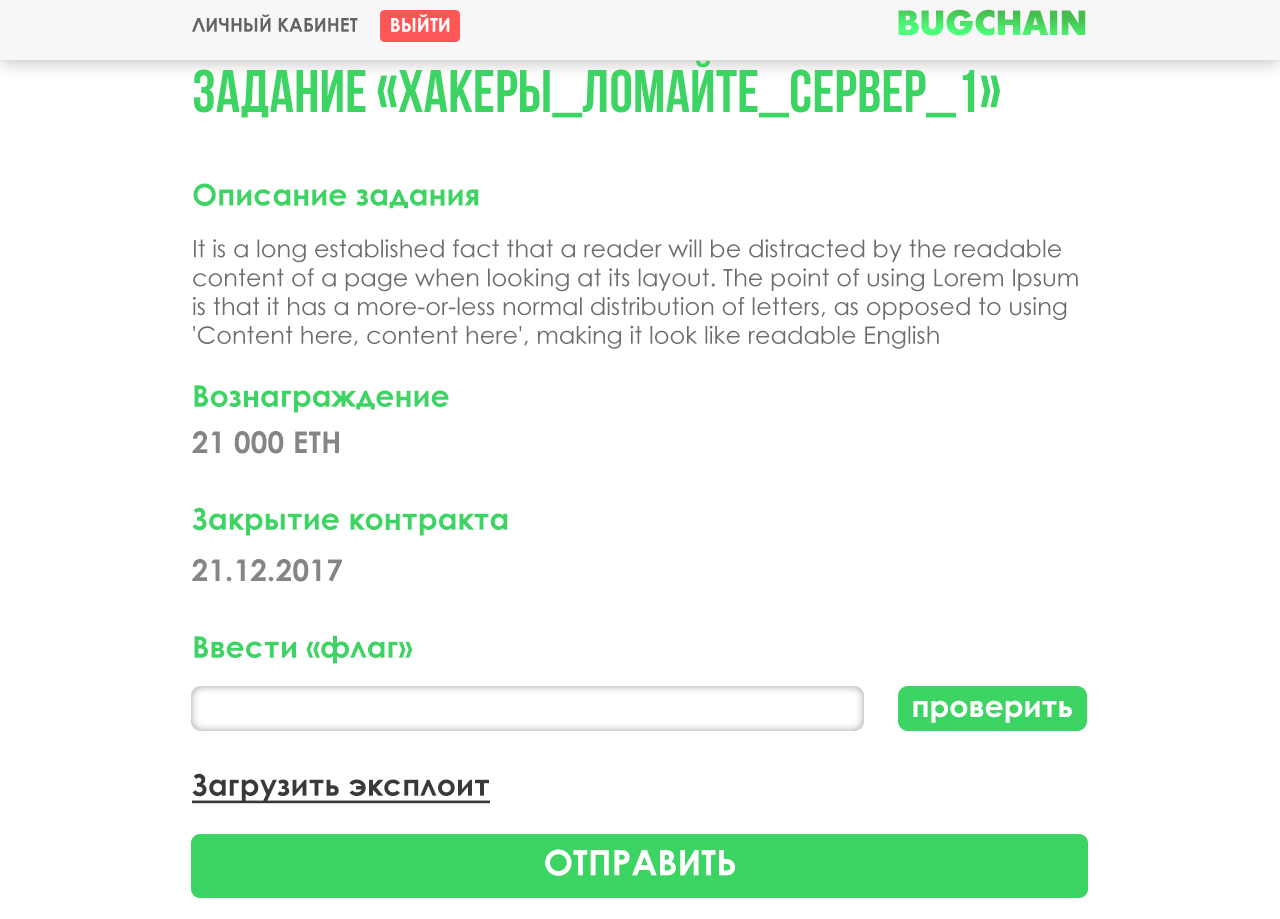 ЛИЧНЫЙ КАБИНЕТ ВЫЙТИ BUGCHAIN
ЗАДАНИЕ «ХАКЕРЫ_ЛОМАЙТЕ_СЕРВЕР_1»
Описание задания
It is a long established fact that a reader will be distracted by the readable
content of a page when looking at its layout. The point of using Lorem Ipsum
is that it has a more-or-less normal distribution of letters, as opposed to using
'Content here, content here', making it look like readable English
Вознаграждение
21 000 ETH
Закрытие контракта
21.12.2017
Ввести «флаг»
проверить
Загрузить эксплоит
ОТПРАВИТЬ